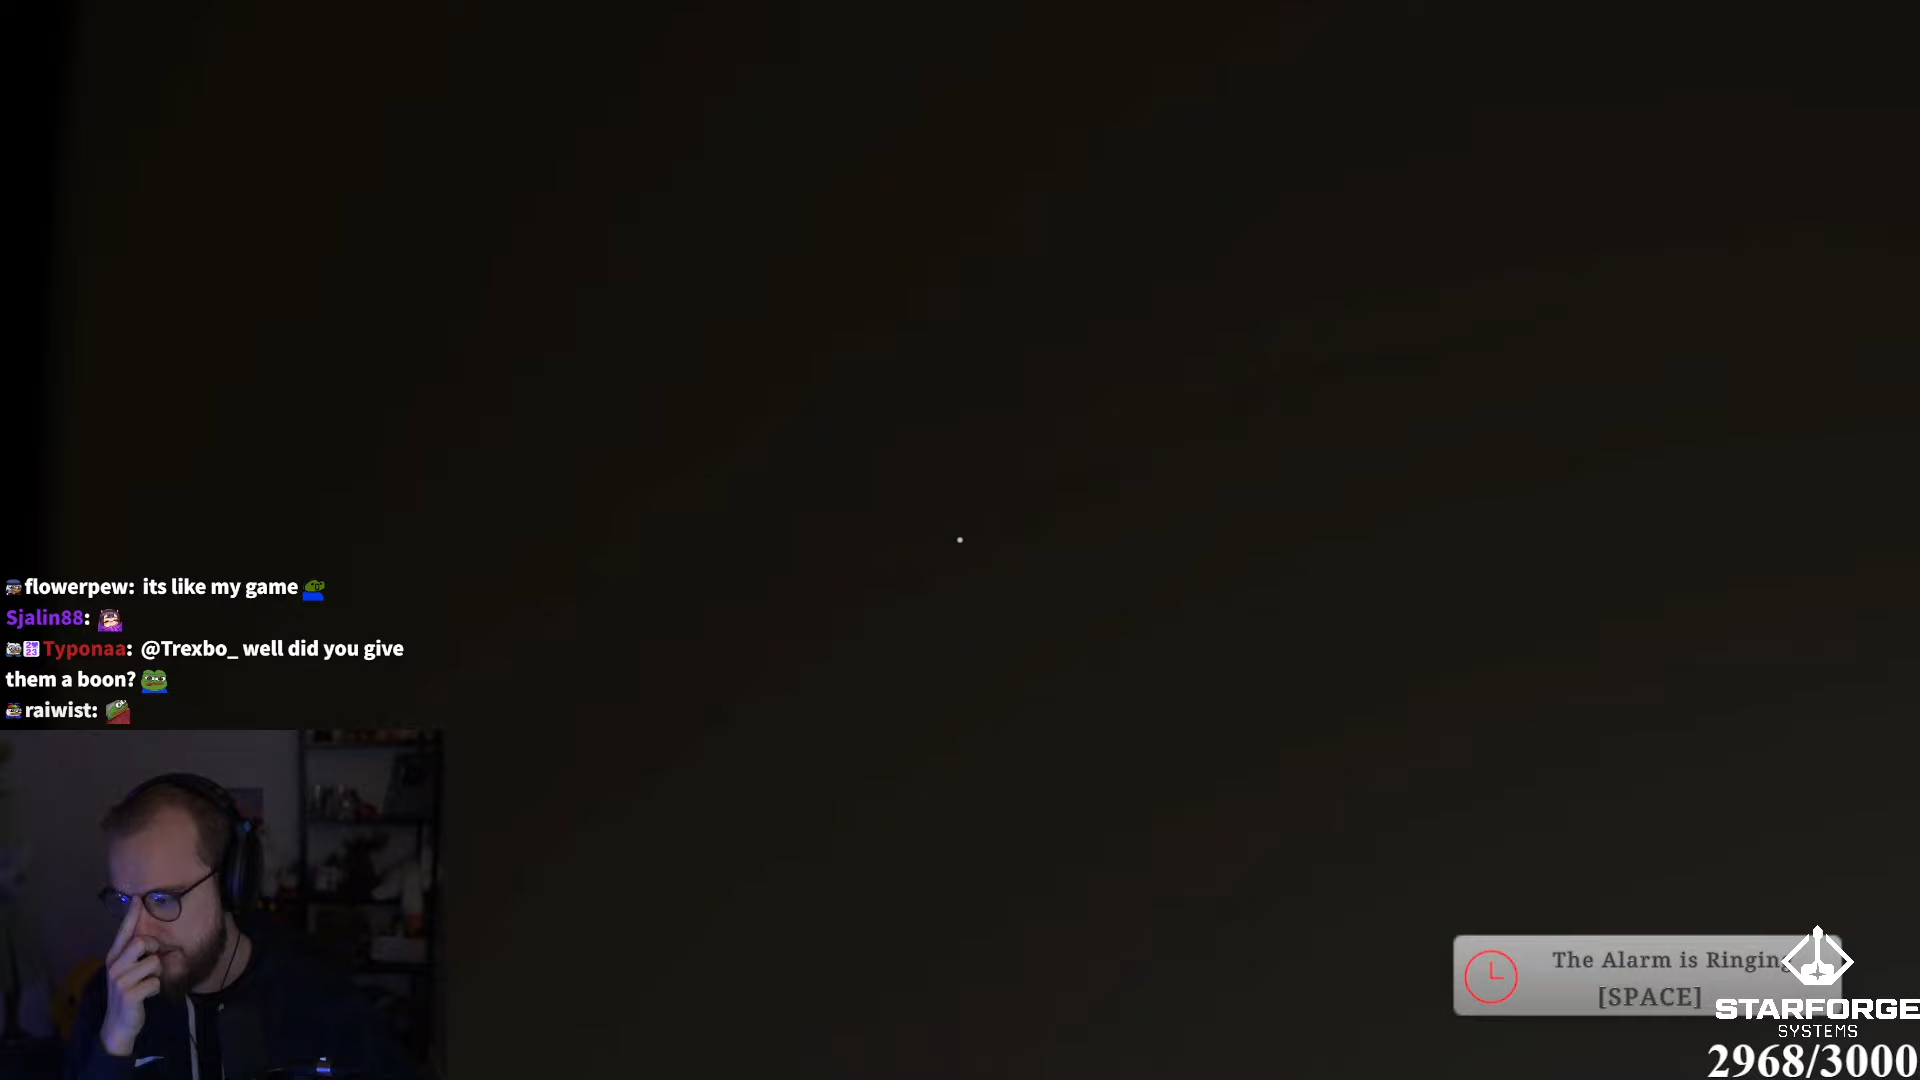 flowerpew: its like my game
Sjalin88:
Typonaa: @Trexbo_ well did you give
them a boon?
raiwist:
The Alarm is Ringing
[SPACE]
STARFORGE
SYSTEMS
2968/3000